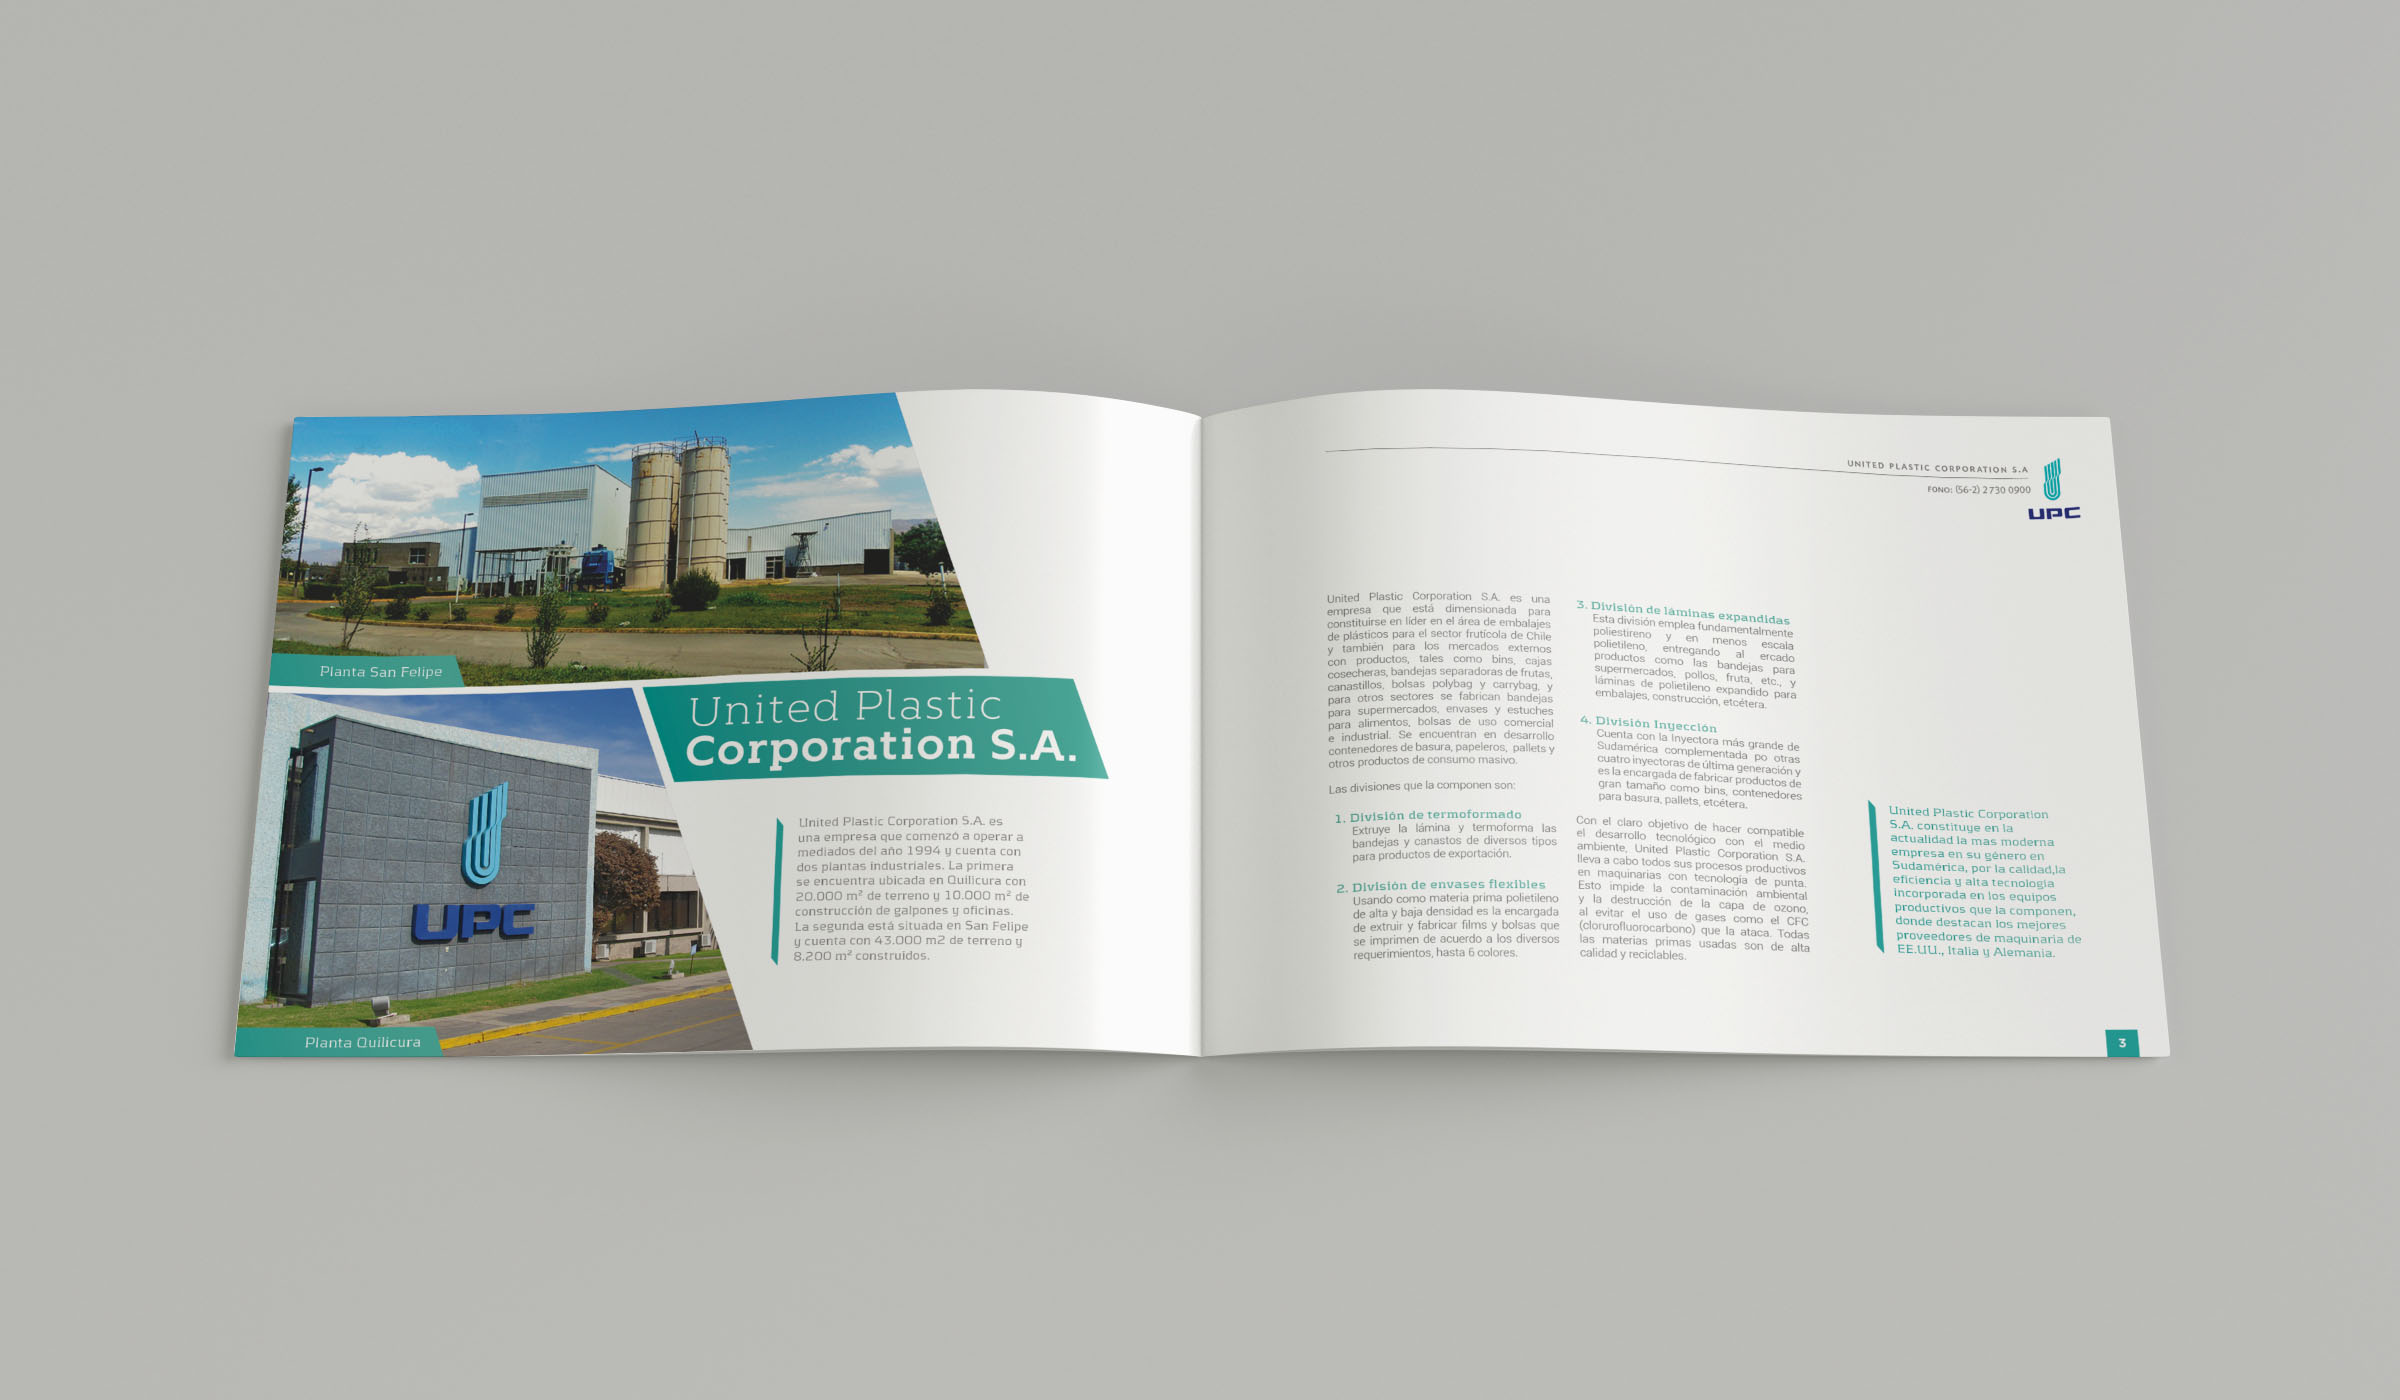 Planta San Felipe
UPC
Planta Quilicura
United Plastic
Corporation S.A.
United Plastic Corporation S.A. es
una empresa que comenzó a operar a
mediados del año 1994 y cuenta con
dos plantas industriales. La primera
se encuentra ubicada en Quilicura con
20.000 m² de terreno y 10.000 m² de
construcción de galpones y oficinas.
La segunda está situada en San Felipe
y cuenta con 43.000 m2 de terreno y
8.200 m² construidos.
UNITED PLASTIC CORPORATION S.A
FONO: (56-2) 2730 0900
UPC
United Plastic Corporation S.A. es una
empresa que está dimensionada para
constituirse en líder en el área de embalajes
de plásticos para el sector frutícola de Chile
y también para los mercados externos
con productos, tales como bins, cajas
cosecheras, bandejas separadoras de frutas,
canastillos, bolsas polybag y carrybag, y
para otros sectores se fabrican bandejas
para supermercados, envases y estuches
para alimentos, bolsas de uso comercial
e industrial. Se encuentran en desarrollo
contenedores de basura, papeleros, pallets y
otros productos de consumo masivo.
Las divisiones que la componen son:
1. División de termoformado
Extruye la lámina y termoforma las
bandejas y canastos de diversos tipos
para productos de exportación.
2. División de envases flexibles
Usando como materia prima polietileno
de alta y baja densidad es la encargada
de extruir y fabricar films y bolsas que
se imprimen de acuerdo a los diversos
requerimientos, hasta 6 colores.
3. División de láminas expandidas
Esta división emplea fundamentalmente
poliestireno y en menos escala
polietileno, entregando al ercado
productos como las bandejas para
supermercados, pollos, fruta, etc., y
láminas de polietileno expandido para
embalajes, construcción, etcétera.
4. División Inyección
Cuenta con la Inyectora más grande de
Sudamérica complementada po otras
cuatro inyectoras de última generación y
es la encargada de fabricar productos de
gran tamaño como bins, contenedores
para basura, pallets, etcétera.
Con el claro objetivo de hacer compatible
el desarrollo tecnológico con el medio
ambiente, United Plastic Corporation S.A.
lleva a cabo todos sus procesos productivos
en maquinarias con tecnología de punta.
Esto impide la contaminación ambiental
y la destrucción de la capa de ozono,
al evitar el uso de gases como el CFC
(clorurofluorocarbono) que la ataca. Todas
las materias primas usadas son de alta
calidad y reciclables.
United Plastic Corporation
S.A. constituye en la
actualidad la mas moderna
empresa en su género en
Sudamérica, por la calidad,la
eficiencia y alta tecnología
incorporada en los equipos
productivos que la componen,
donde destacan los mejores
proveedores de maquinaria de
EE.UU., Italia y Alemania.
3